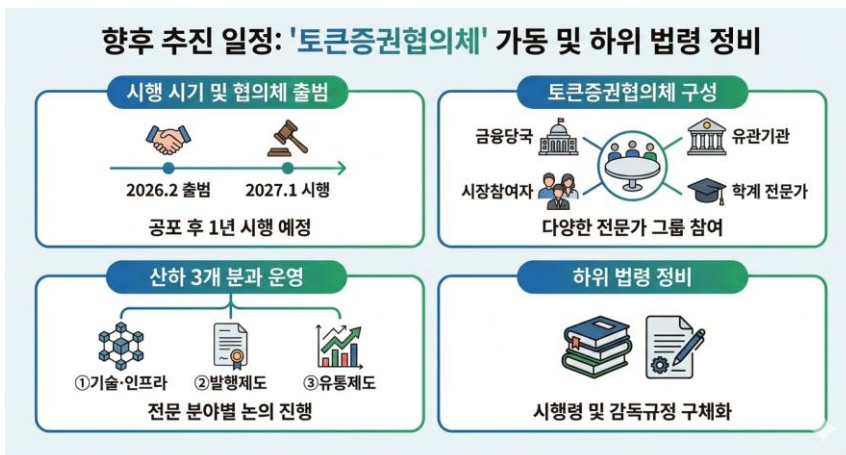 향후 추진 일정: '토큰증권협의체' 가동 및 하위 법령 정비
시행 시기 및 협의체 출범
2026.2 출범
2027.1 시행
공포 후 1년 시행 예정
토큰증권협의체 구성
금융당국
유관기관
시장참여자
학계 전문가
다양한 전문가 그룹 참여
산하 3개 분과 운영
①기술·인프라
②발행제도
③유통제도
전문 분야별 논의 진행
하위 법령 정비
시행령 및 감독규정 구체화